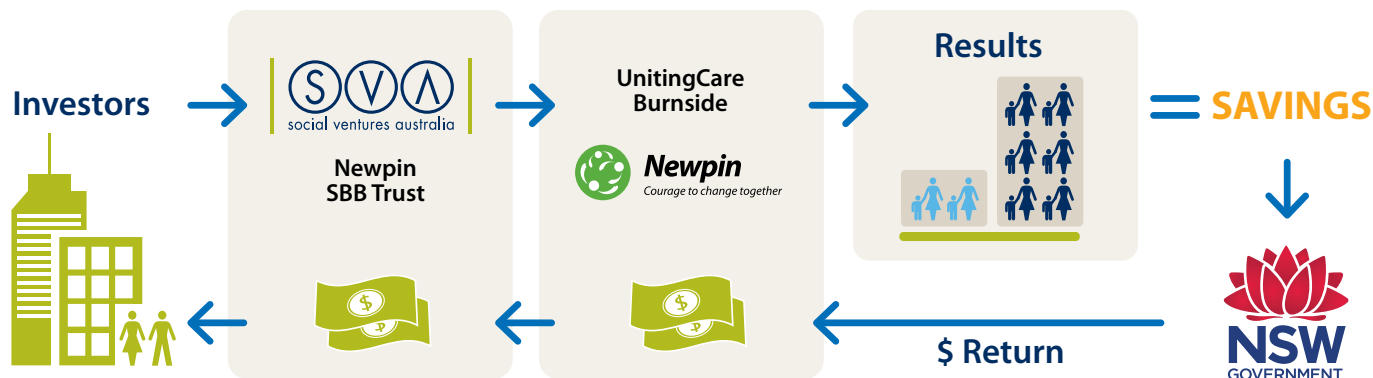 Investors
SVA
social ventures australia
Newpin
SBB Trust
UnitingCare
Burnside
Newpin
Courage to change together
Results
= SAVINGS
$
$
$ Return
NSW
GOVERNMENT